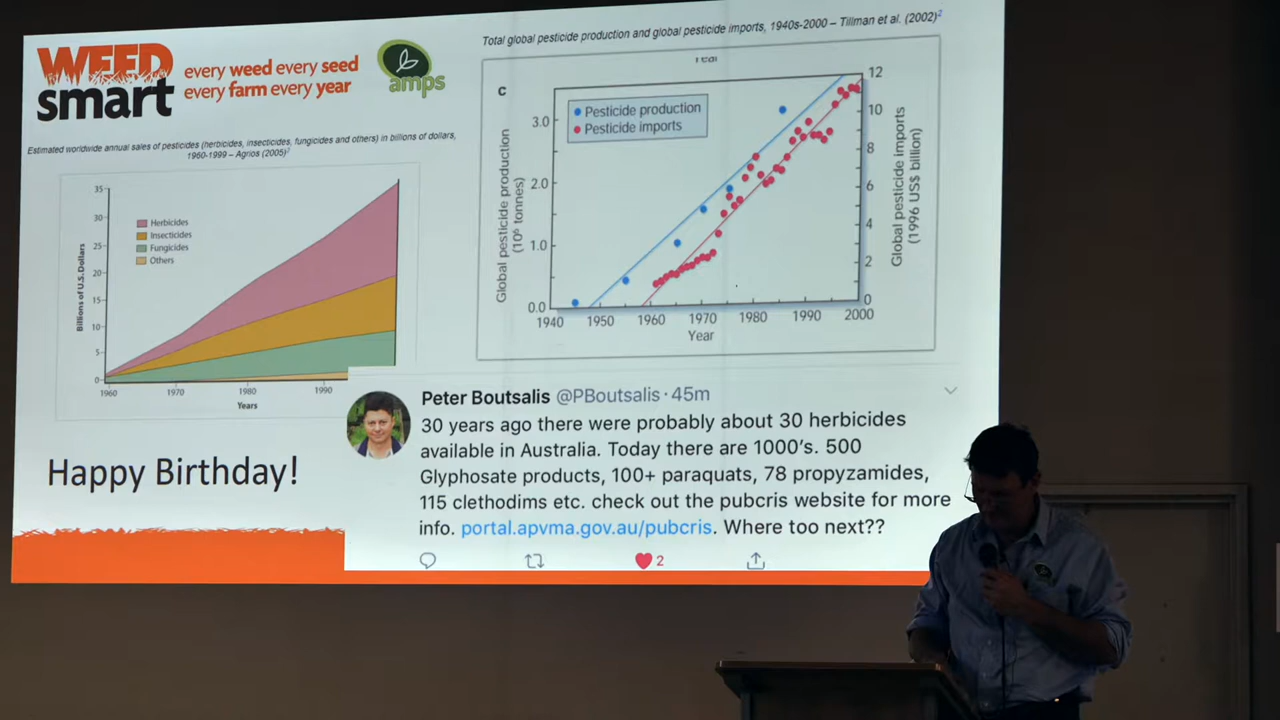 WEED
smart
every weed every seed
every farm every year
amps
Total global pesticide production and global pesticide imports, 1940s-2000 – Tillman et al. (2002)2
Estimated worldwide annual sales of pesticides (herbicides, insecticides, fungicides and others) in billions of dollars,
1960-1999 – Agrios (2005)2
35
30
25
20
15
10
5
0
Billions of U.S. Dollars
Herbicides
Insecticides
Fungicides
Others
1960
1970
1980
1990
Years
Year
c
Pesticide production
Pesticide imports
Global pesticide production
(10⁶ tonnes)
3.0
2.0
1.0
0.0
12
10
8
6
4
2
0
Global pesticide imports
(1996 US$ billion)
1940
1950
1960
1970
1980
1990
2000
Year
Happy Birthday!
Peter Boutsalis @PBoutsalis · 45m
30 years ago there were probably about 30 herbicides
available in Australia. Today there are 1000's. 500
Glyphosate products, 100+ paraquats, 78 propyzamides,
115 clethodims etc. check out the pubcris website for more
info. portal.apvma.gov.au/pubcris. Where too next??
2